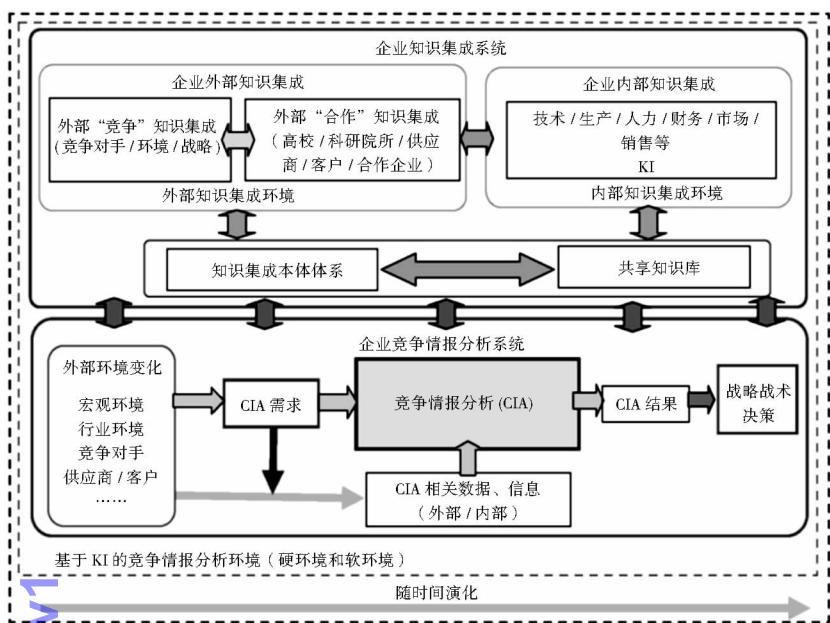 企业知识集成系统
企业外部知识集成
外部“竞争”知识集成
(竞争对手/环境/战略)
外部“合作”知识集成
(高校/科研院所/供应
商/客户/合作企业)
外部知识集成环境
企业内部知识集成
技术/生产/人力/财务/市场/
销售等
KI
内部知识集成环境
知识集成本体体系
共享知识库
企业竞争情报分析系统
外部环境变化
宏观环境
行业环境
竞争对手
供应商/客户
……
CIA 需求
竞争情报分析(CIA)
CIA 结果
战略战术
决策
CIA 相关数据、信息
(外部/内部)
基于 KI 的竞争情报分析环境(硬环境和软环境)
随时间演化
v1